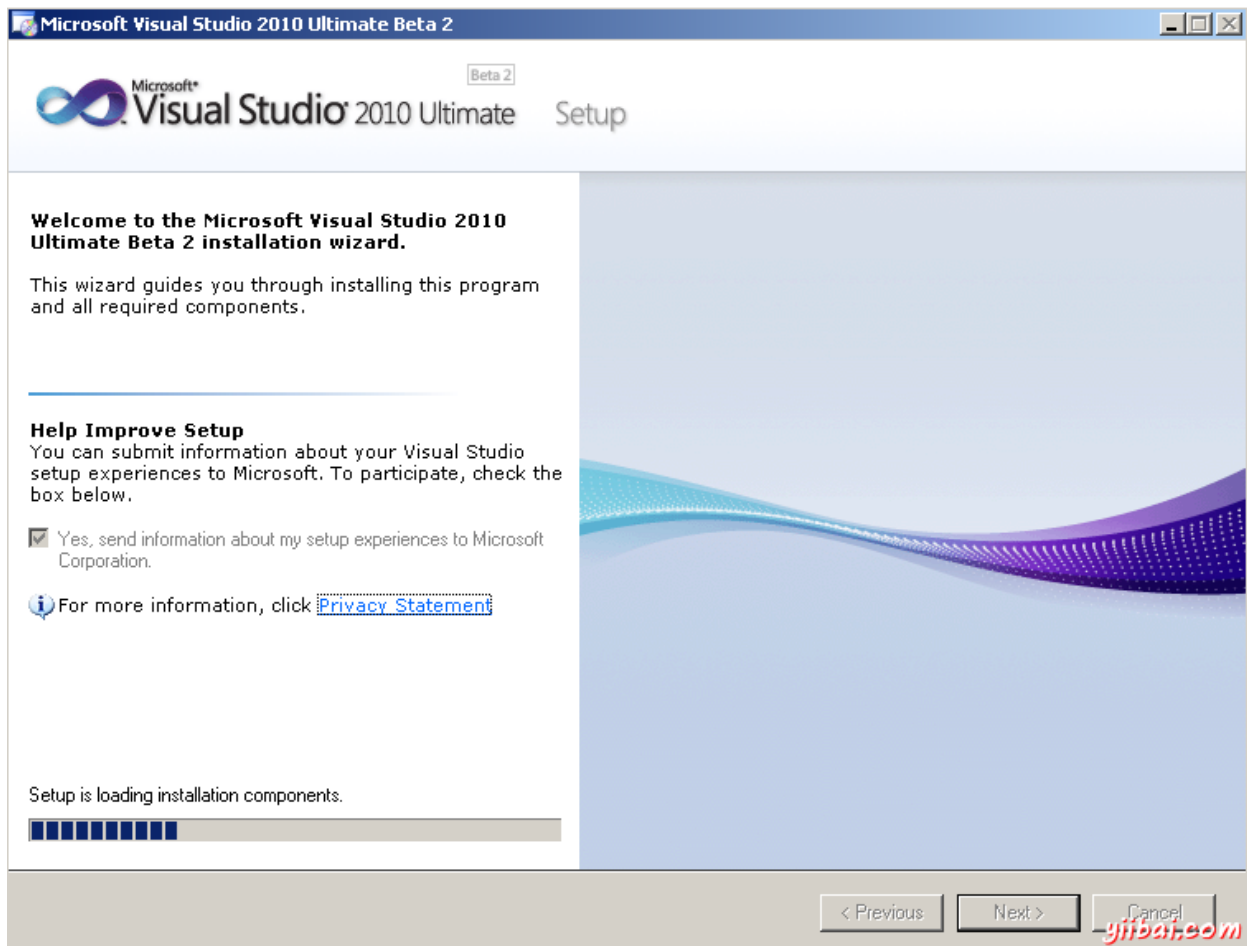 Microsoft Visual Studio 2010 Ultimate Beta 2
Beta 2
Microsoft®
Visual Studio® 2010 Ultimate Setup
Welcome to the Microsoft Visual Studio 2010
Ultimate Beta 2 installation wizard.
This wizard guides you through installing this program
and all required components.
Help Improve Setup
You can submit information about your Visual Studio
setup experiences to Microsoft. To participate, check the
box below.
Yes, send information about my setup experiences to Microsoft
Corporation.
For more information, click Privacy Statement
Setup is loading installation components.
< Previous
Next >
Cancel
yiibai.com